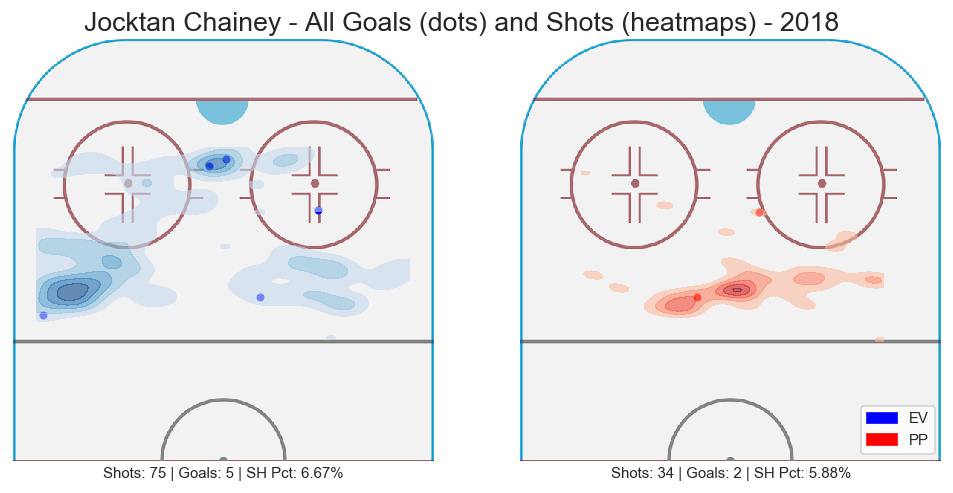 Jocktan Chainey - All Goals (dots) and Shots (heatmaps) - 2018
EV
PP
Shots: 75 | Goals: 5 | SH Pct: 6.67%
Shots: 34 | Goals: 2 | SH Pct: 5.88%